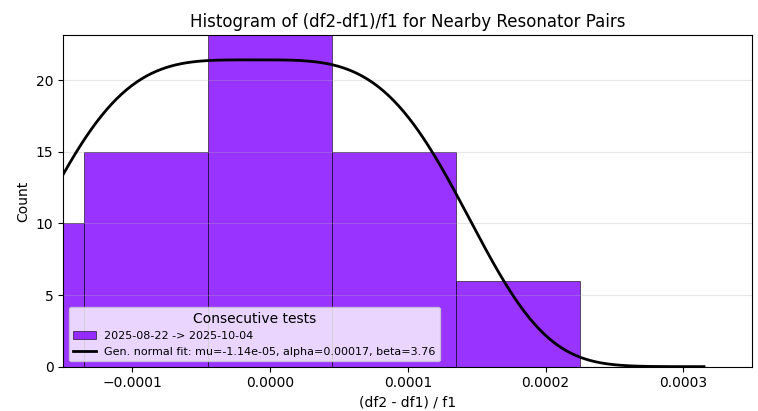 Histogram of (df2-df1)/f1 for Nearby Resonator Pairs
Count
20
15
10
5
0
Consecutive tests
2025-08-22 -> 2025-10-04
Gen. normal fit: mu=-1.14e-05, alpha=0.00017, beta=3.76
−0.0001
0.0000
0.0001
0.0002
0.0003
(df2 - df1) / f1